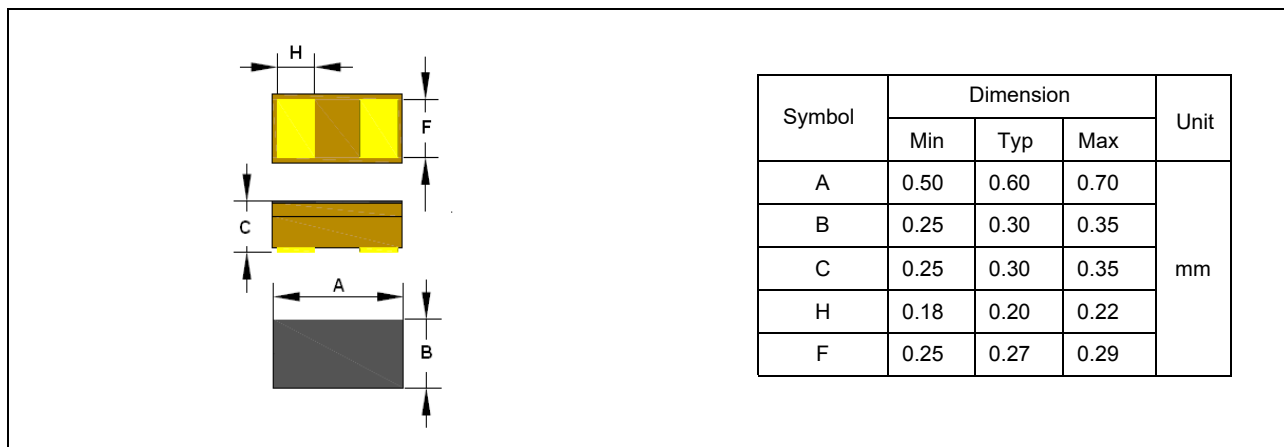 H
F
C
A
B
Symbol Dimension Unit
Min Typ Max
A 0.50 0.60 0.70
B 0.25 0.30 0.35
C 0.25 0.30 0.35 mm
H 0.18 0.20 0.22
F 0.25 0.27 0.29